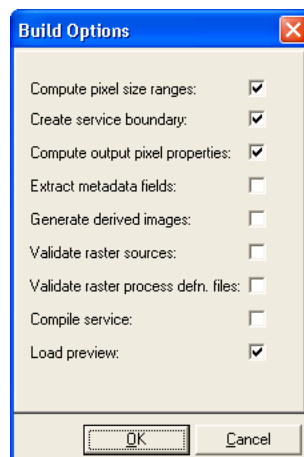 Build Options
Compute pixel size ranges:
Create service boundary:
Compute output pixel properties:
Extract metadata fields:
Generate derived images:
Validate raster sources:
Validate raster process defn. files:
Compile service:
Load preview:
OK Cancel